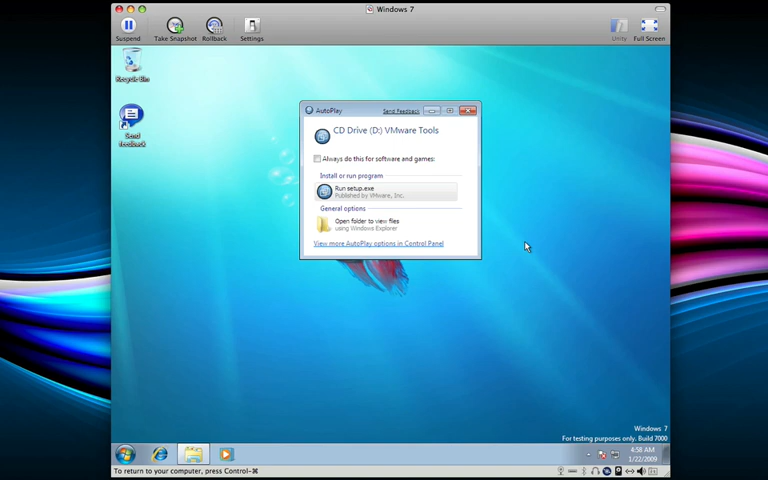 Windows 7
Suspend
Take Snapshot
Rollback
Settings
Unity
Full Screen
Recycle Bin
Send
feedback
AutoPlay
Send Feedback
CD Drive (D:) VMware Tools
Always do this for software and games:
Install or run program
Run setup.exe
Published by VMware, Inc.
General options
Open folder to view files
using Windows Explorer
View more AutoPlay options in Control Panel
Windows 7
For testing purposes only. Build 7000
4:58 AM
1/22/2009
To return to your computer, press Control-⌘